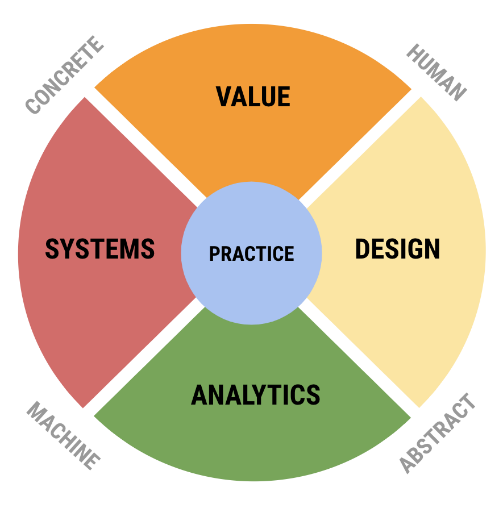 CONCRETE
HUMAN
VALUE
SYSTEMS
PRACTICE
DESIGN
ANALYTICS
MACHINE
ABSTRACT